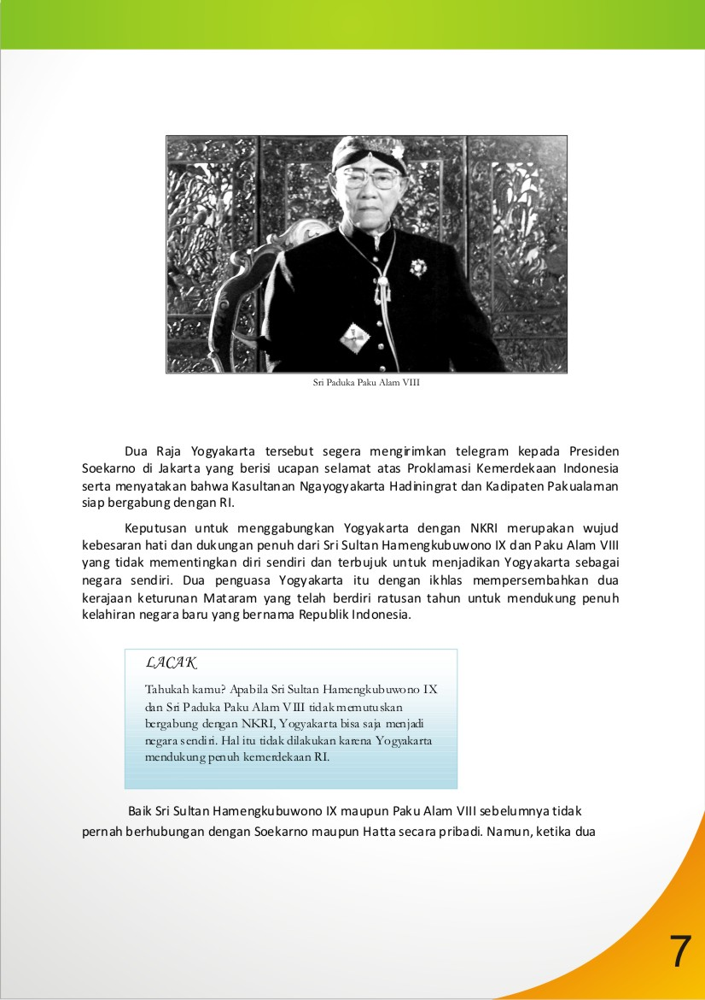 Sri Paduka Paku Alam VIII
Dua Raja Yogyakarta tersebut segera mengirimkan telegram kepada Presiden
Soekarno di Jakarta yang berisi ucapan selamat atas Proklamasi Kemerdekaan Indonesia
serta menyatakan bahwa Kasultanan Ngayogyakarta Hadiningrat dan Kadipaten Pakualaman
siap bergabung dengan RI.
Keputusan untuk menggabungkan Yogyakarta dengan NKRI merupakan wujud
kebesaran hati dan dukungan penuh dari Sri Sultan Hamengkubuwono IX dan Paku Alam VIII
yang tidak mementingkan diri sendiri dan terbujuk untuk menjadikan Yogyakarta sebagai
negara sendiri. Dua penguasa Yogyakarta itu dengan ikhlas mempersembahkan dua
kerajaan keturunan Mataram yang telah berdiri ratusan tahun untuk mendukung penuh
kelahiran negara baru yang bernama Republik Indonesia.
LACAK
Tahukah kamu? Apabila Sri Sultan Hamengkubuwono IX
dan Sri Paduka Paku Alam VIII tidak memutuskan
bergabung dengan NKRI, Yogyakarta bisa saja menjadi
negara sendiri. Hal itu tidak dilakukan karena Yogyakarta
mendukung penuh kemerdekaan RI.
Baik Sri Sultan Hamengkubuwono IX maupun Paku Alam VIII sebelumnya tidak
pernah berhubungan dengan Soekarno maupun Hatta secara pribadi. Namun, ketika dua
7